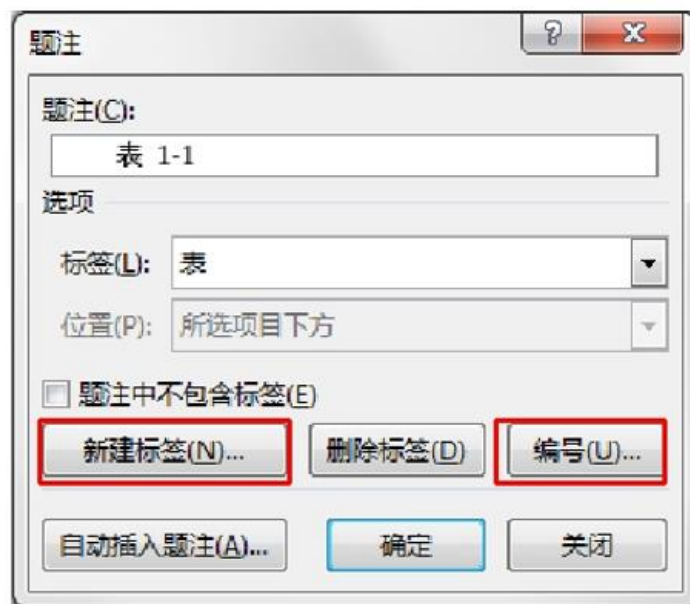 题注
题注(C):
表 1-1
选项
标签(L): 表
位置(P): 所选项目下方
题注中不包含标签(E)
新建标签(N)... 删除标签(D) 编号(U)...
自动插入题注(A)... 确定 关闭